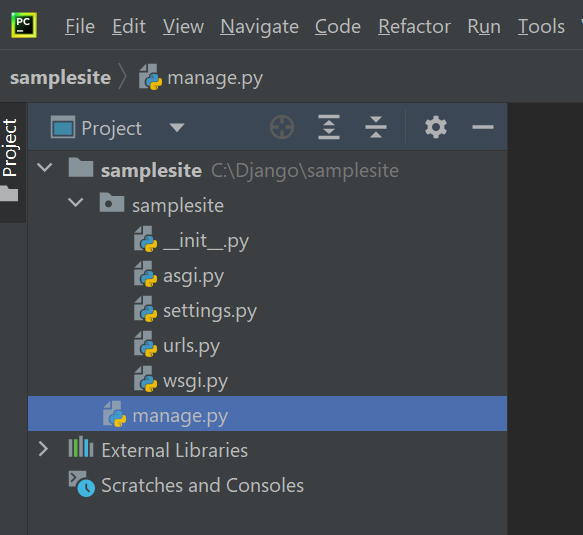 PC File Edit View Navigate Code Refactor Run Tools
samplesite manage.py
Project
Project
samplesite C:\Django\samplesite
samplesite
__init__.py
asgi.py
settings.py
urls.py
wsgi.py
manage.py
External Libraries
Scratches and Consoles